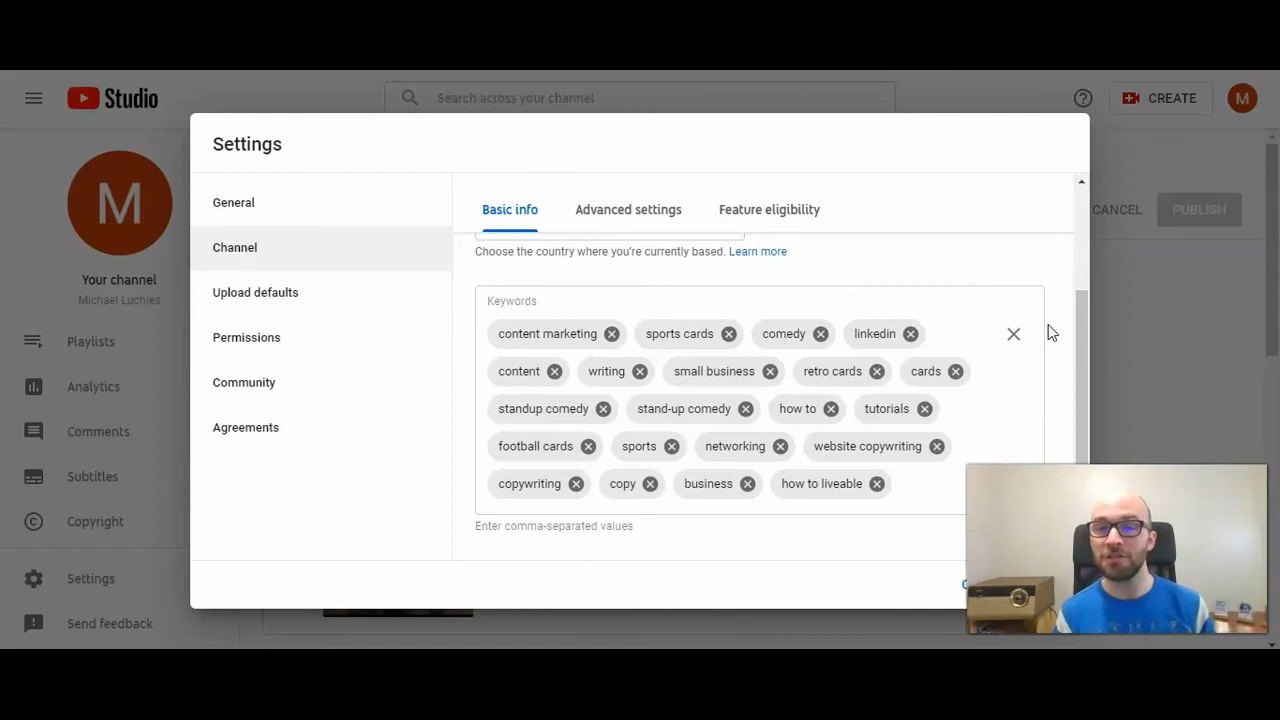 Studio
Search across your channel
CREATE
M
Settings
M
Your channel
Michael Luchies
Playlists
Analytics
Comments
Subtitles
Copyright
Settings
Send feedback
General
Channel
Upload defaults
Permissions
Community
Agreements
Basic info Advanced settings Feature eligibility
CANCEL PUBLISH
Choose the country where you're currently based. Learn more
Keywords
content marketing sports cards comedy linkedin
content writing small business retro cards cards
standup comedy stand-up comedy how to tutorials
football cards sports networking website copywriting
copywriting copy business how to liveable
Enter comma-separated values